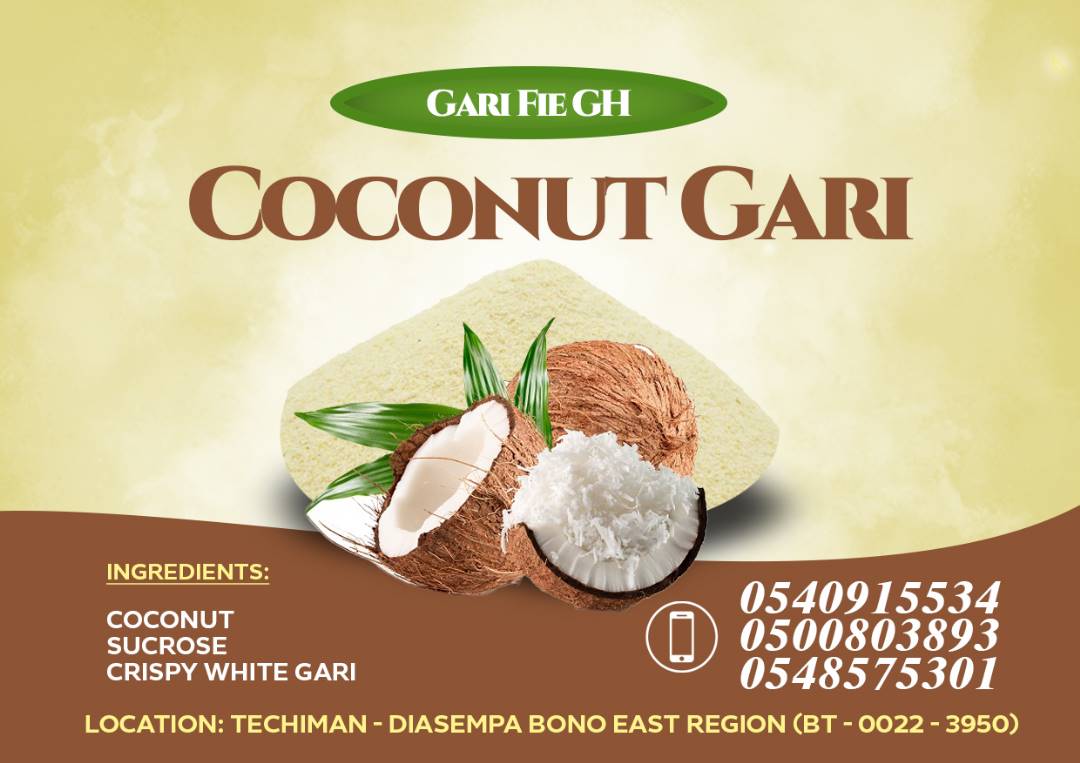 GARI FIE GH
COCONUT GARI
INGREDIENTS:
COCONUT
SUCROSE
CRISPY WHITE GARI
0540915534
0500803893
0548575301
LOCATION: TECHIMAN - DIASEMPA BONO EAST REGION (BT - 0022 - 3950)